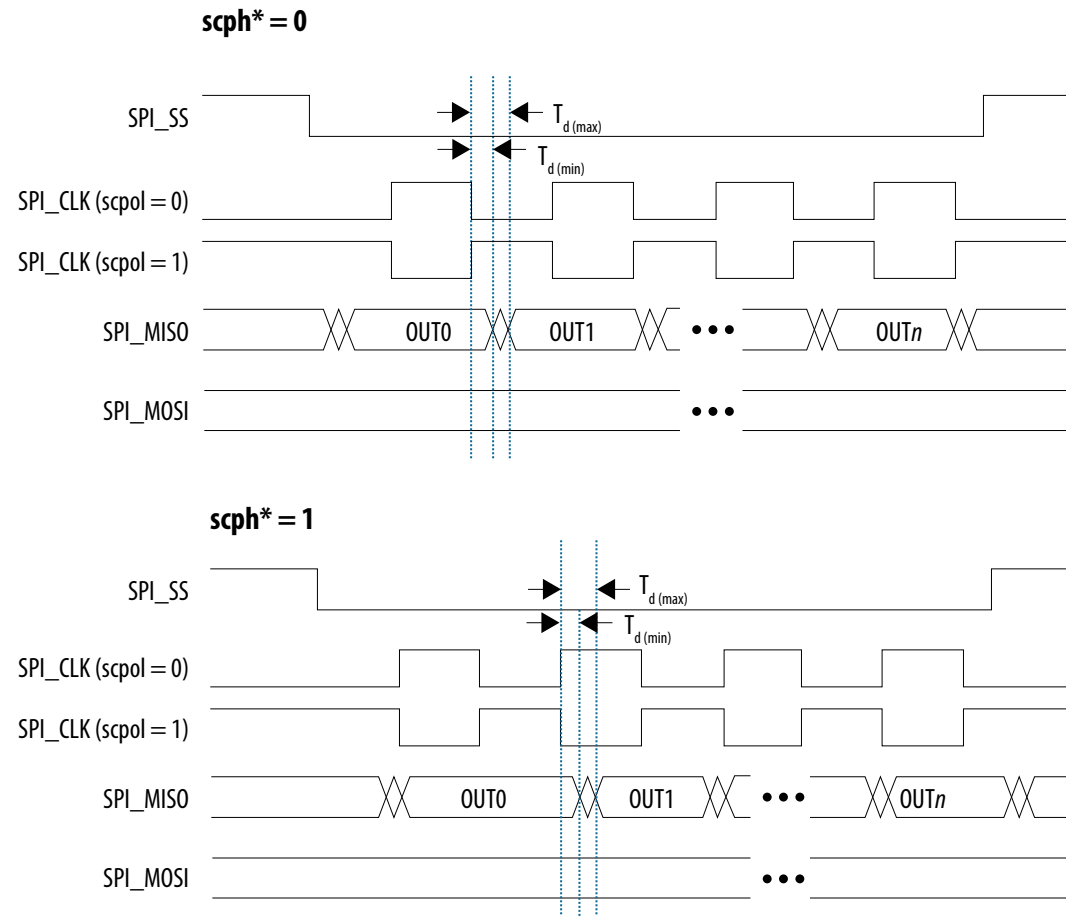 scph* = 0
SPI_SS
T d (max)
T d (min)
SPI_CLK (scpol = 0)
SPI_CLK (scpol = 1)
SPI_MISO OUT0 OUT1 ••• OUTn
SPI_MOSI •••
scph* = 1
SPI_SS
T d (max)
T d (min)
SPI_CLK (scpol = 0)
SPI_CLK (scpol = 1)
SPI_MISO OUT0 OUT1 ••• OUTn
SPI_MOSI •••